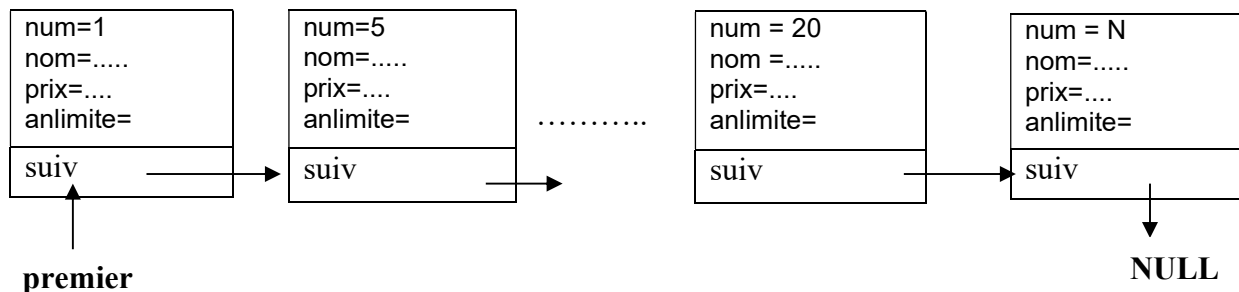 num=1
nom=.....
prix=....
anlimite=
suiv
num=5
nom=.....
prix=....
anlimite=
suiv
...........
num = 20
nom =.....
prix=....
anlimite=
suiv
num = N
nom=.....
prix=....
anlimite=
suiv
premier
NULL